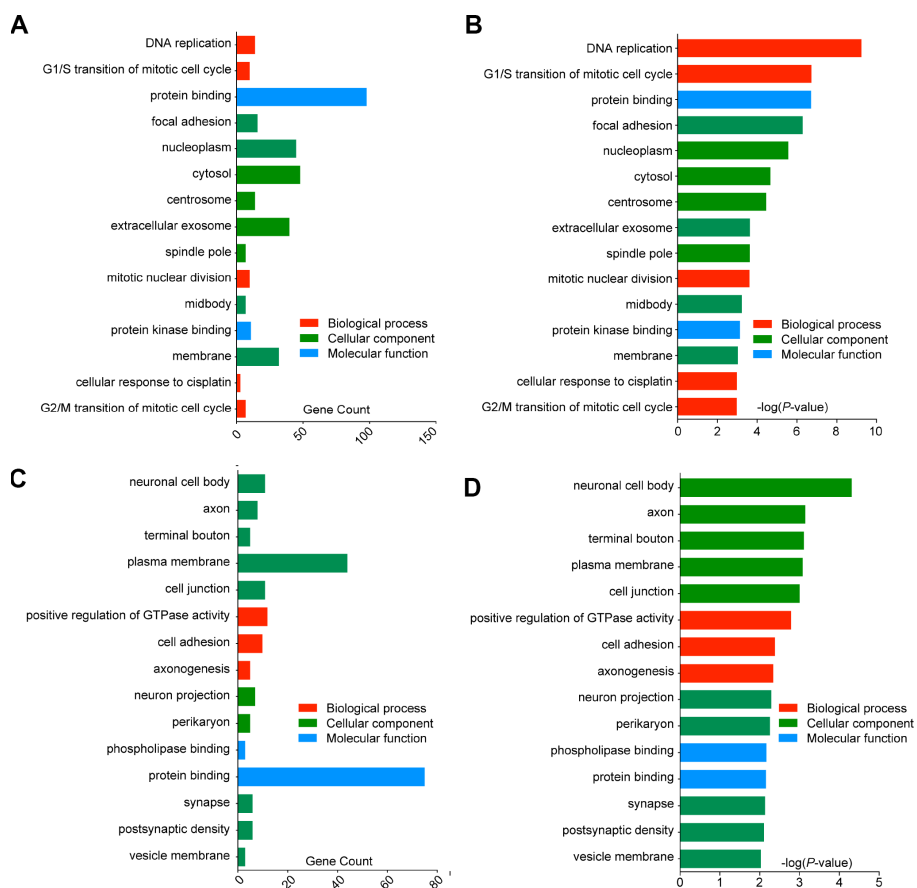 A
DNA replication
G1/S transition of mitotic cell cycle
protein binding
focal adhesion
nucleoplasm
cytosol
centrosome
extracellular exosome
spindle pole
mitotic nuclear division
midbody
protein kinase binding
membrane
cellular response to cisplatin
G2/M transition of mitotic cell cycle
Biological process
Cellular component
Molecular function
Gene Count
0 50 100 150
B
DNA replication
G1/S transition of mitotic cell cycle
protein binding
focal adhesion
nucleoplasm
cytosol
centrosome
extracellular exosome
spindle pole
mitotic nuclear division
midbody
protein kinase binding
membrane
cellular response to cisplatin
G2/M transition of mitotic cell cycle
Biological process
Cellular component
Molecular function
-log(P-value)
0 2 4 6 8 10
C
neuronal cell body
axon
terminal bouton
plasma membrane
cell junction
positive regulation of GTPase activity
cell adhesion
axonogenesis
neuron projection
perikaryon
phospholipase binding
protein binding
synapse
postsynaptic density
vesicle membrane
Biological process
Cellular component
Molecular function
Gene Count
0 20 40 60 80
D
neuronal cell body
axon
terminal bouton
plasma membrane
cell junction
positive regulation of GTPase activity
cell adhesion
axonogenesis
neuron projection
perikaryon
phospholipase binding
protein binding
synapse
postsynaptic density
vesicle membrane
Biological process
Cellular component
Molecular function
-log(P-value)
0 1 2 3 4 5